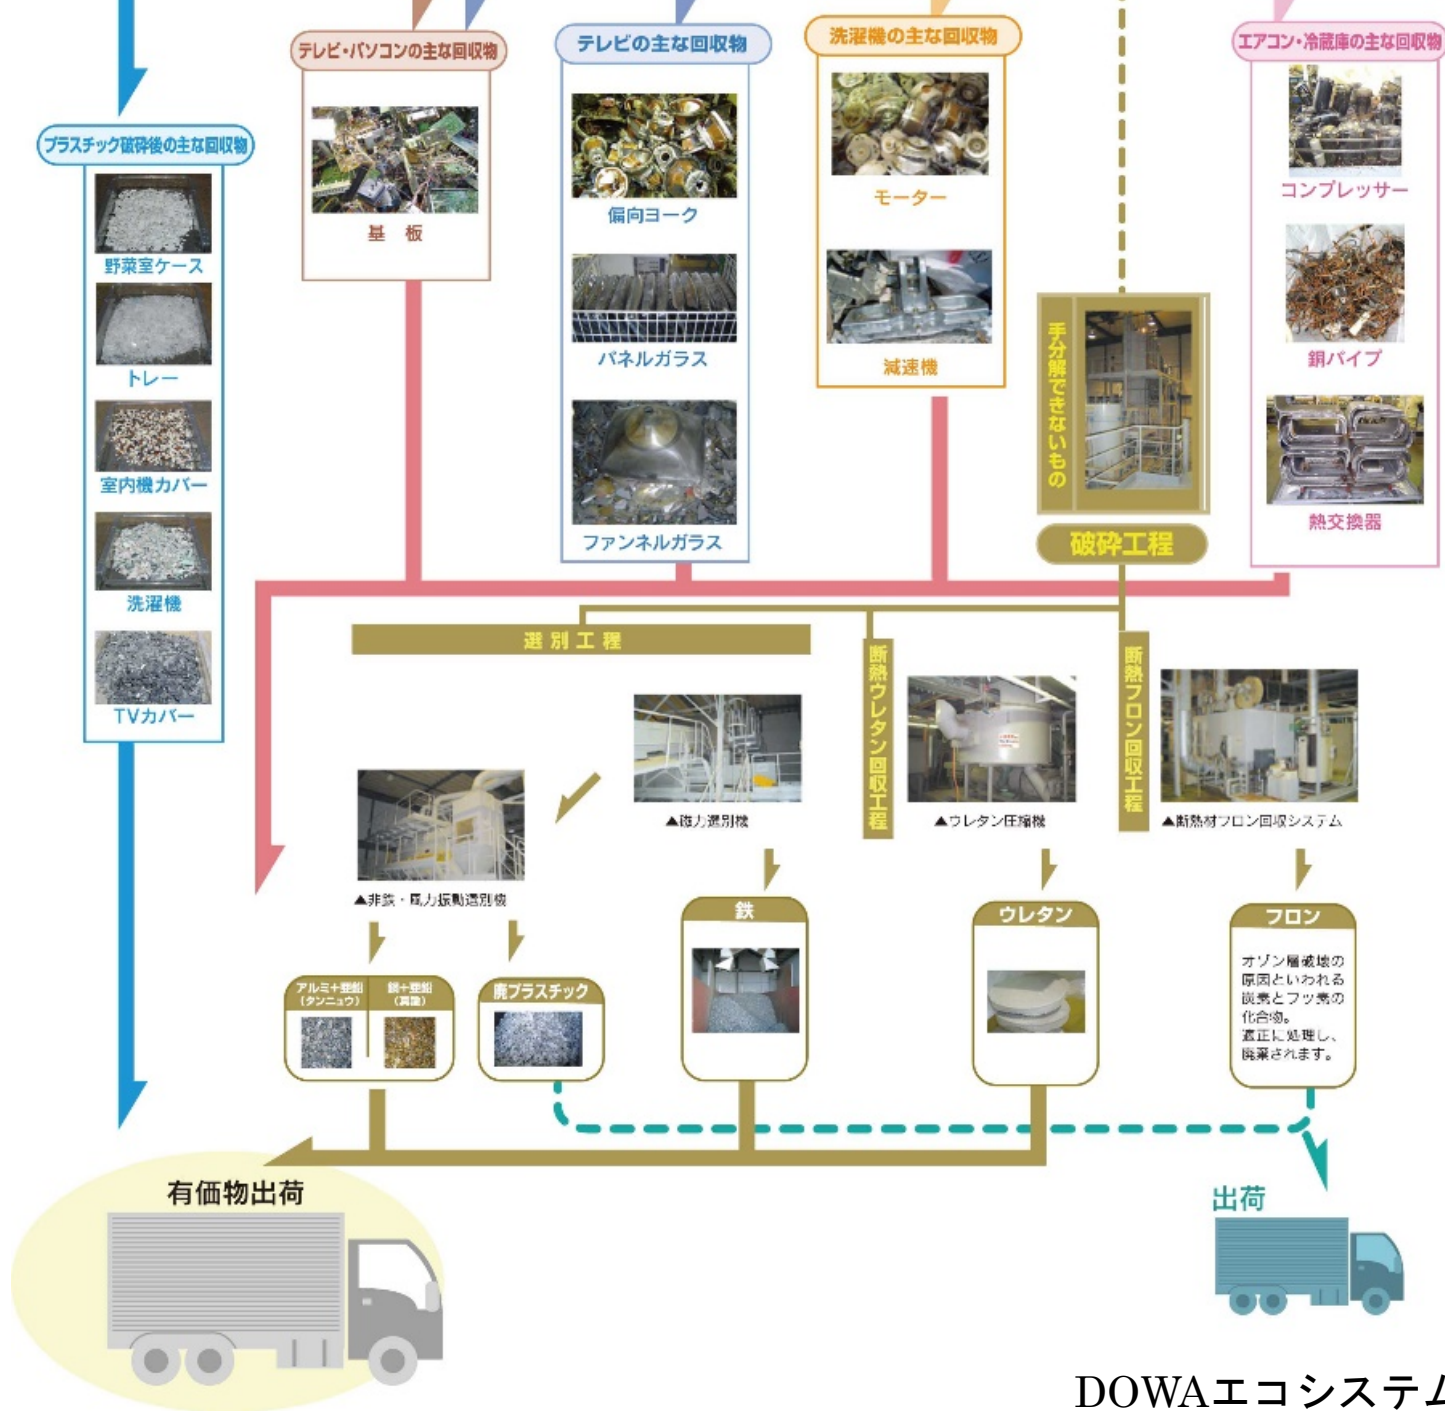 テレビ・パソコンの主な回収物
基 板
テレビの主な回収物
偏向ヨーク
パネルガラス
ファンネルガラス
洗濯機の主な回収物
モーター
減速機
エアコン・冷蔵庫の主な回収物
コンプレッサー
銅パイプ
熱交換器
プラスチック破砕後の主な回収物
野菜室ケース
トレー
室内機カバー
洗濯機
TVカバー
手分解できないもの
破砕工程
選別工程
断熱ウレタン回収工程
断熱フロン回収工程
▲磁力選別機
▲ウレタン圧縮機
▲断熱材フロン回収システム
▲非鉄・風力振動選別機
アルミ+亜鉛
(タンニュウ)
銅+亜鉛
(真鍮)
廃プラスチック
鉄
ウレタン
フロン
オゾン層破壊の
原因といわれる
炭素とフッ素の
化合物。
適正に処理し、
廃棄されます。
有価物出荷
出荷
DOWAエコシステム